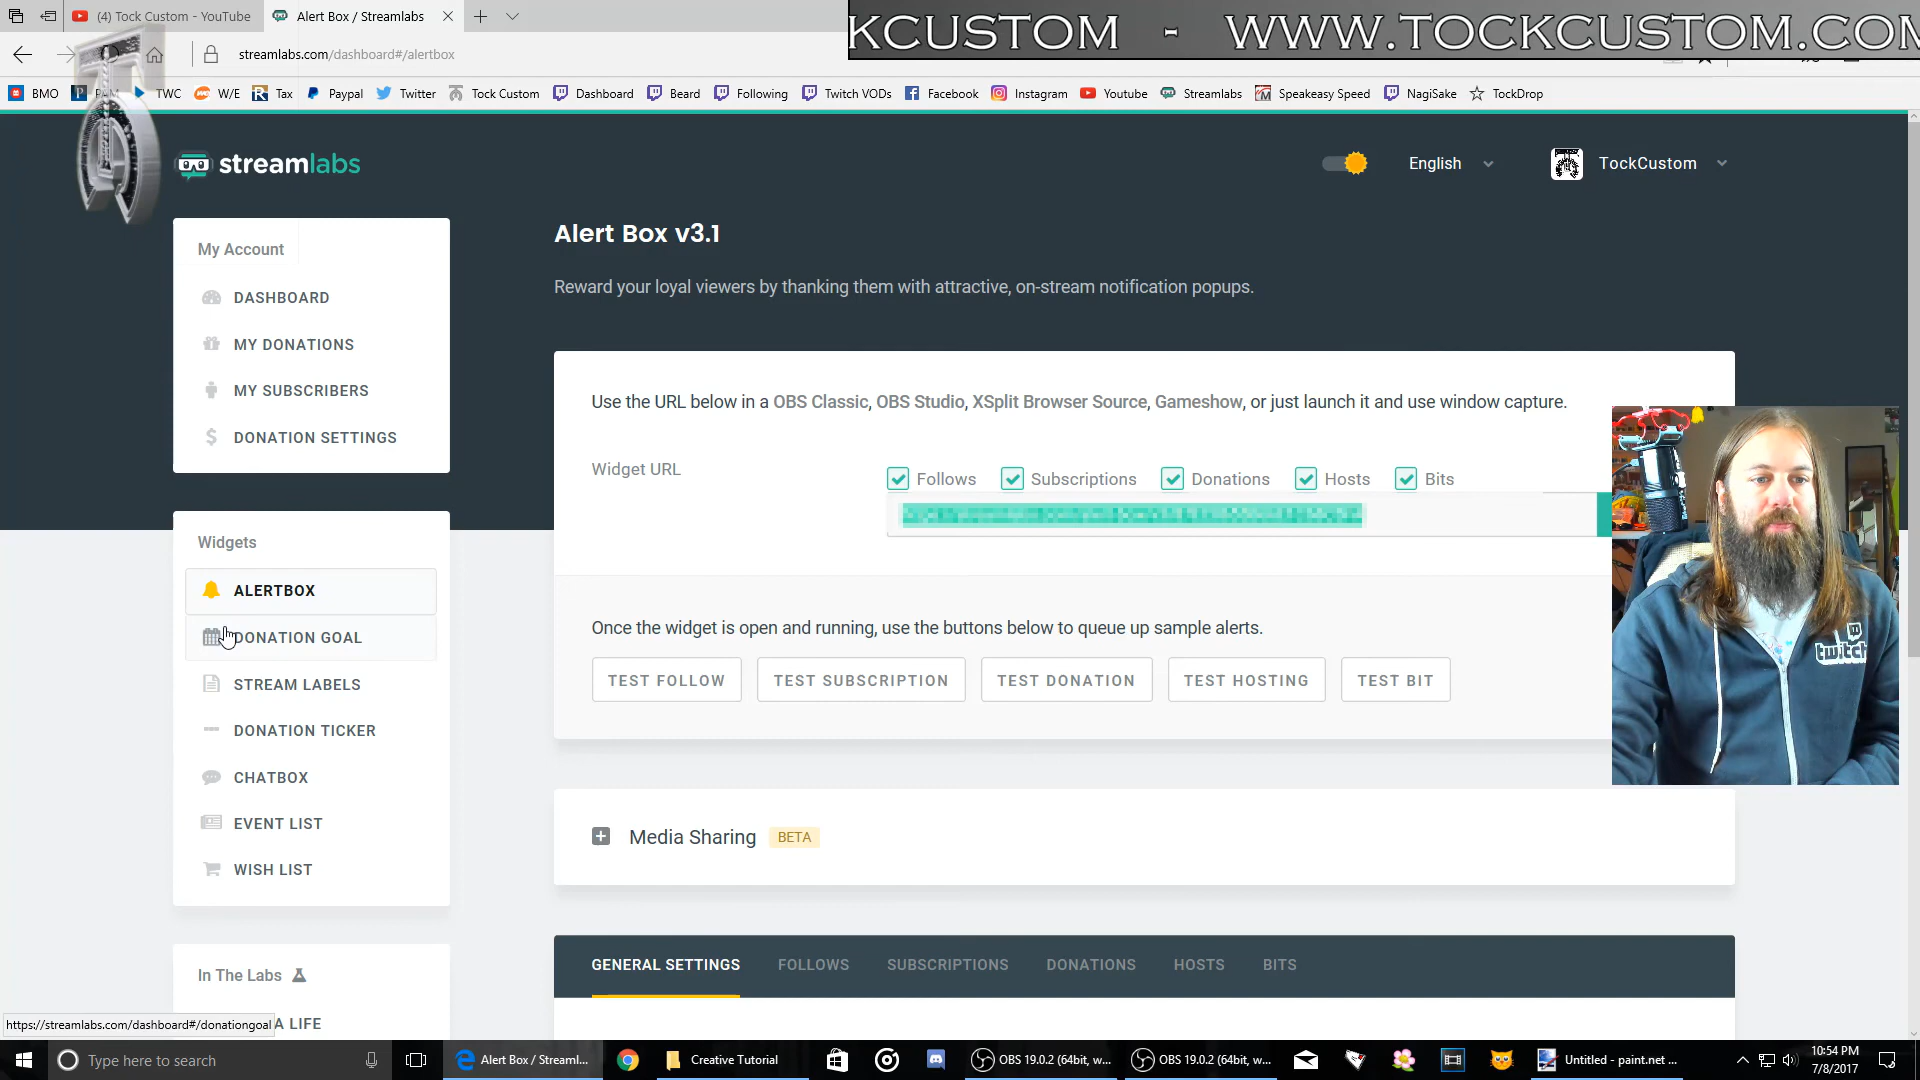 (4) Tock Custom - YouTube
Alert Box / Streamlabs
KCUSTOM - WWW.TOCKCUSTOM.COM
streamlabs.com/dashboard#/alertbox
BMO
TWC
W/E
Tax
Paypal
Twitter
Tock Custom
Dashboard
Beard
Following
Twitch VODs
Facebook
Instagram
Youtube
Streamlabs
Speakeasy Speed
NagiSake
TockDrop
streamlabs
English
TockCustom
My Account
DASHBOARD
MY DONATIONS
MY SUBSCRIBERS
DONATION SETTINGS
Widgets
ALERTBOX
DONATION GOAL
STREAM LABELS
DONATION TICKER
CHATBOX
EVENT LIST
WISH LIST
In The Labs
A LIFE
https://streamlabs.com/dashboard#/donationgoal
Alert Box v3.1
Reward your loyal viewers by thanking them with attractive, on-stream notification popups.
Use the URL below in a OBS Classic, OBS Studio, XSplit Browser Source, Gameshow, or just launch it and use window capture.
Widget URL
Follows
Subscriptions
Donations
Hosts
Bits
Once the widget is open and running, use the buttons below to queue up sample alerts.
TEST FOLLOW
TEST SUBSCRIPTION
TEST DONATION
TEST HOSTING
TEST BIT
twitch
Media Sharing BETA
GENERAL SETTINGS
FOLLOWS
SUBSCRIPTIONS
DONATIONS
HOSTS
BITS
Type here to search
Alert Box / Streaml...
Creative Tutorial
OBS 19.0.2 (64bit, w...
OBS 19.0.2 (64bit, w...
Untitled - paint.net ...
10:54 PM
7/8/2017